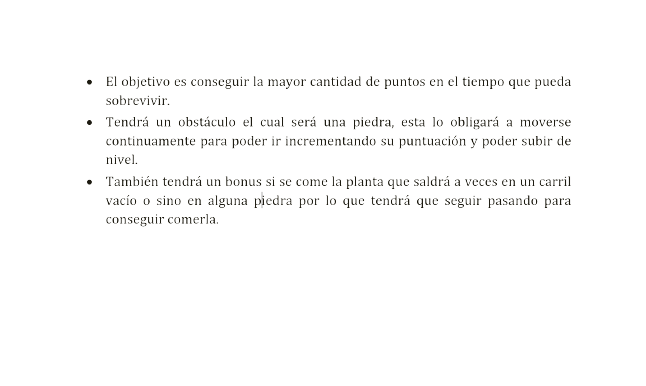 • El objetivo es conseguir la mayor cantidad de puntos en el tiempo que pueda
sobrevivir.
• Tendrá un obstáculo el cual será una piedra, esta lo obligará a moverse
continuamente para poder ir incrementando su puntuación y poder subir de
nivel.
• También tendrá un bonus si se come la planta que saldrá a veces en un carril
vacío o sino en alguna piedra por lo que tendrá que seguir pasando para
conseguir comerla.